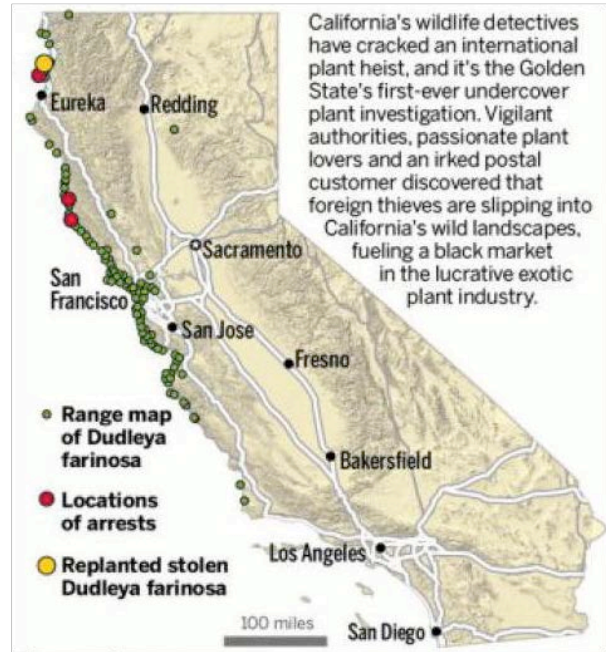 California's wildlife detectives
have cracked an international
plant heist, and it's the Golden
State's first-ever undercover
plant investigation. Vigilant
authorities, passionate plant
lovers and an irked postal
customer discovered that
foreign thieves are slipping into
California's wild landscapes,
fueling a black market
in the lucrative exotic
plant industry.
Eureka
Redding
Sacramento
San
Francisco
San Jose
Fresno
Bakersfield
Los Angeles
San Diego
Range map
of Dudleya
farinosa
Locations
of arrests
Replanted stolen
Dudleya farinosa
100 miles